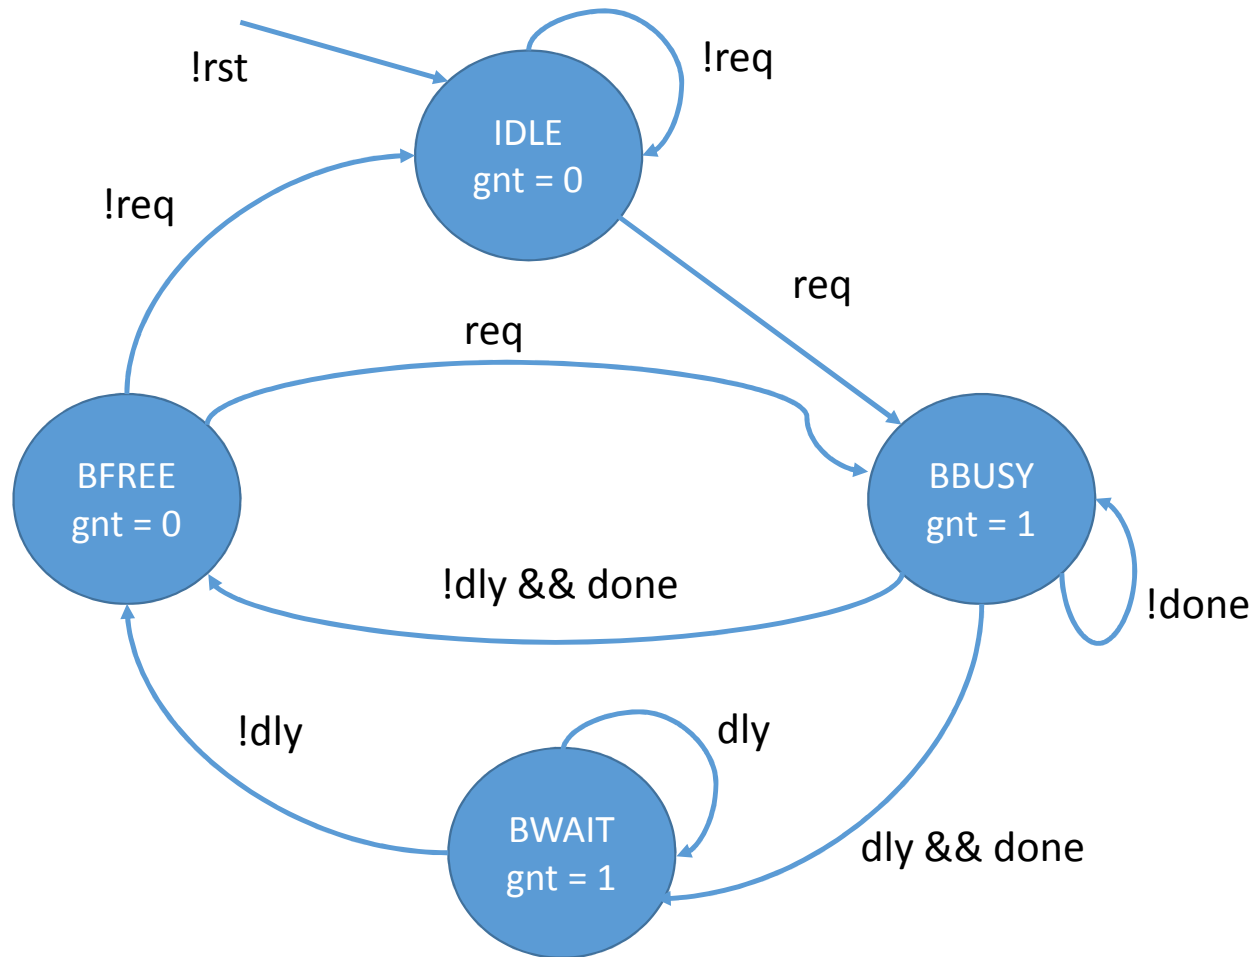 !rst
!req
IDLE
gnt = 0
!req
req
req
BFREE
gnt = 0
BBUSY
gnt = 1
!dly && done
!done
!dly
dly
BWAIT
gnt = 1
dly && done